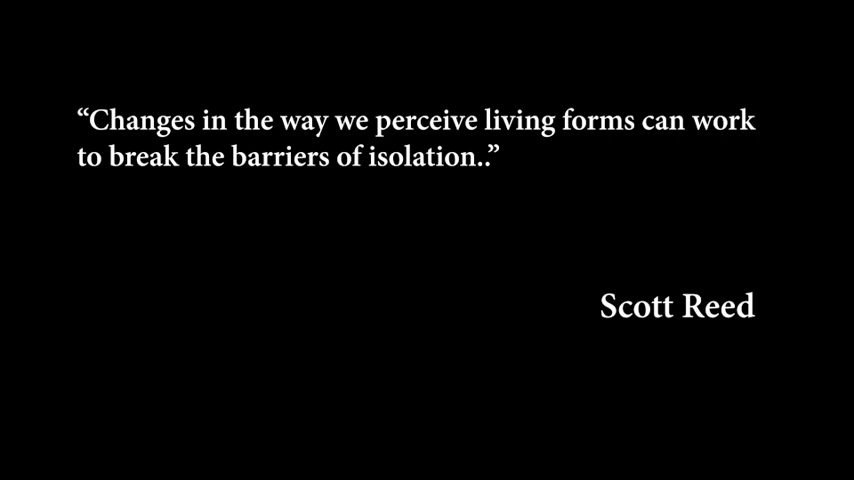 “Changes in the way we perceive living forms can work
to break the barriers of isolation..”
Scott Reed